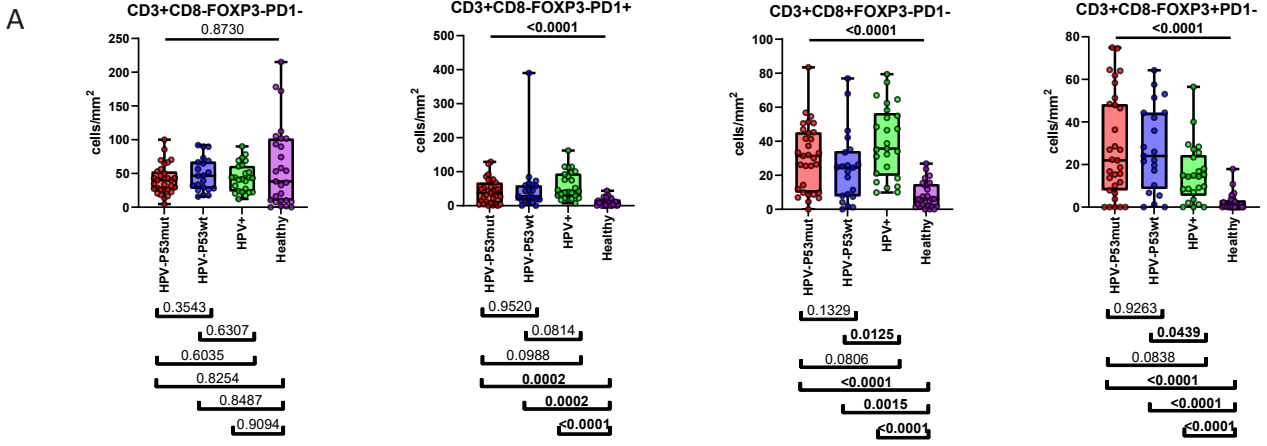 A
CD3+CD8-FOXP3-PD1-
0.8730
cells/mm²
250
200
150
100
50
0
HPV-P53mut
HPV-P53wt
HPV+
Healthy
0.3543
0.6307
0.6035
0.8254
0.8487
0.9094
CD3+CD8-FOXP3-PD1+
<0.0001
cells/mm²
500
400
300
200
100
0
HPV-P53mut
HPV-P53wt
HPV+
Healthy
0.9520
0.0814
0.0988
0.0002
0.0002
<0.0001
CD3+CD8+FOXP3-PD1-
<0.0001
cells/mm²
100
80
60
40
20
0
HPV-P53mut
HPV-P53wt
HPV+
Healthy
0.1329
0.0125
0.0806
<0.0001
0.0015
<0.0001
CD3+CD8-FOXP3+PD1-
<0.0001
cells/mm²
80
60
40
20
0
HPV-P53mut
HPV-P53wt
HPV+
Healthy
0.9263
0.0439
0.0838
<0.0001
<0.0001
<0.0001